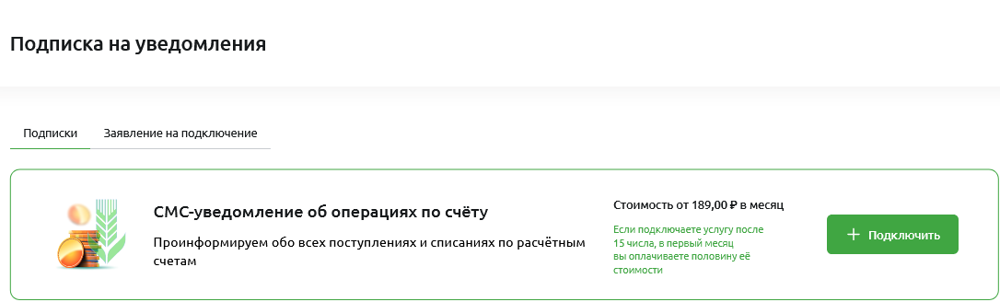 Подписка на уведомления
Подписки
Заявление на подключение
СМС-уведомление об операциях по счёту
Проинформируем обо всех поступлениях и списаниях по расчётным
счетам
Стоимость от 189,00 ₽ в месяц
Если подключаете услугу после
15 числа, в первый месяц
вы оплачиваете половину её
стоимости
Подключить